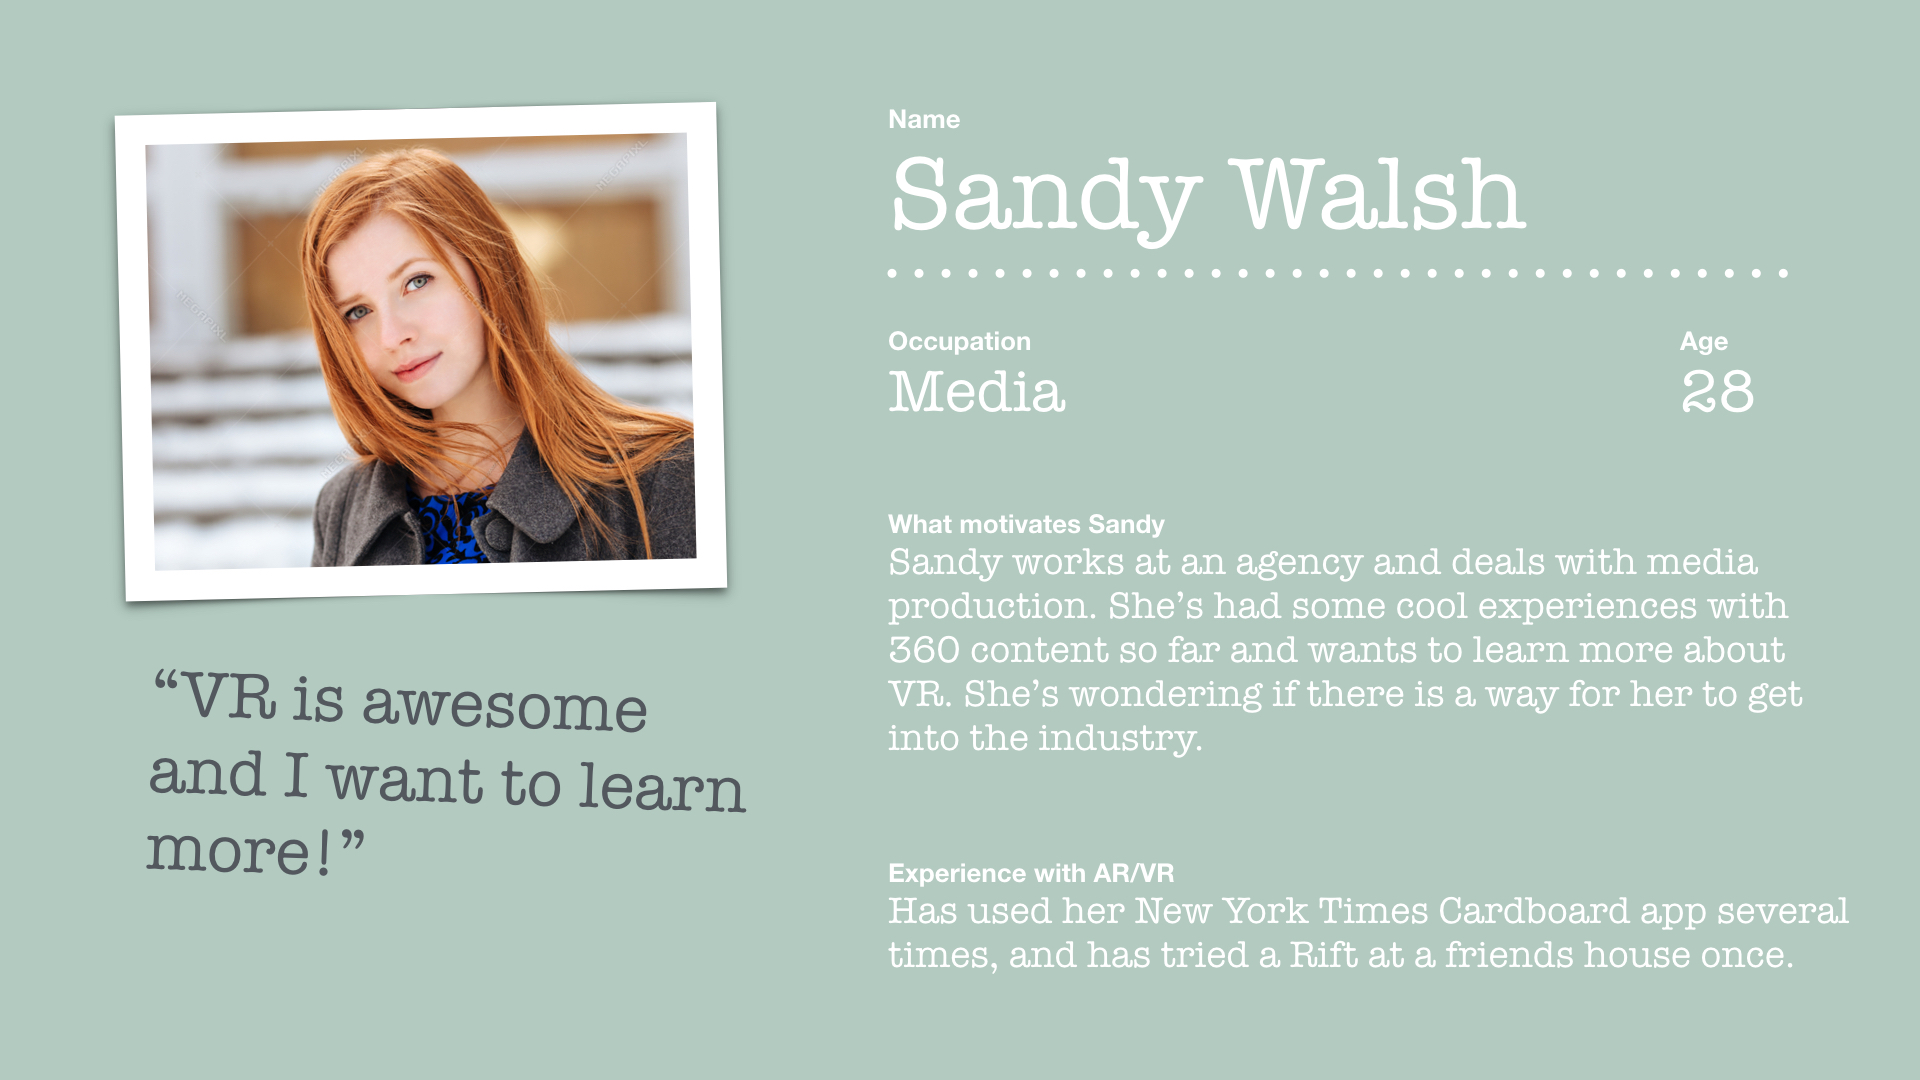 MEGAPIXL
MEGAPIXL
MEGAPIXL
“VR is awesome
and I want to learn
more!”
Name
Sandy Walsh
Occupation
Media
Age
28
What motivates Sandy
Sandy works at an agency and deals with media
production. She’s had some cool experiences with
360 content so far and wants to learn more about
VR. She’s wondering if there is a way for her to get
into the industry.
Experience with AR/VR
Has used her New York Times Cardboard app several
times, and has tried a Rift at a friends house once.